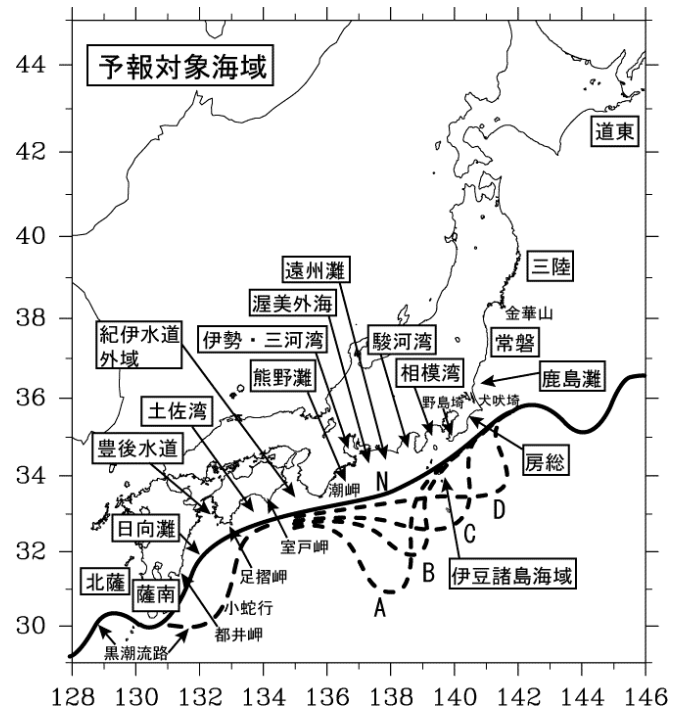 予報対象海域
44
42
40
38
36
34
32
30
128
130
132
134
136
138
140
142
144
146
道東
三陸
金華山
常磐
鹿島灘
犬吠埼
野島埼
房総
遠州灘
渥美外海
伊勢・三河湾
駿河湾
相模湾
熊野灘
紀伊水道
外域
土佐湾
豊後水道
日向灘
北薩
薩南
潮岬
室戸岬
足摺岬
都井岬
小蛇行
黒潮流路
伊豆諸島海域
N
A
B
C
D